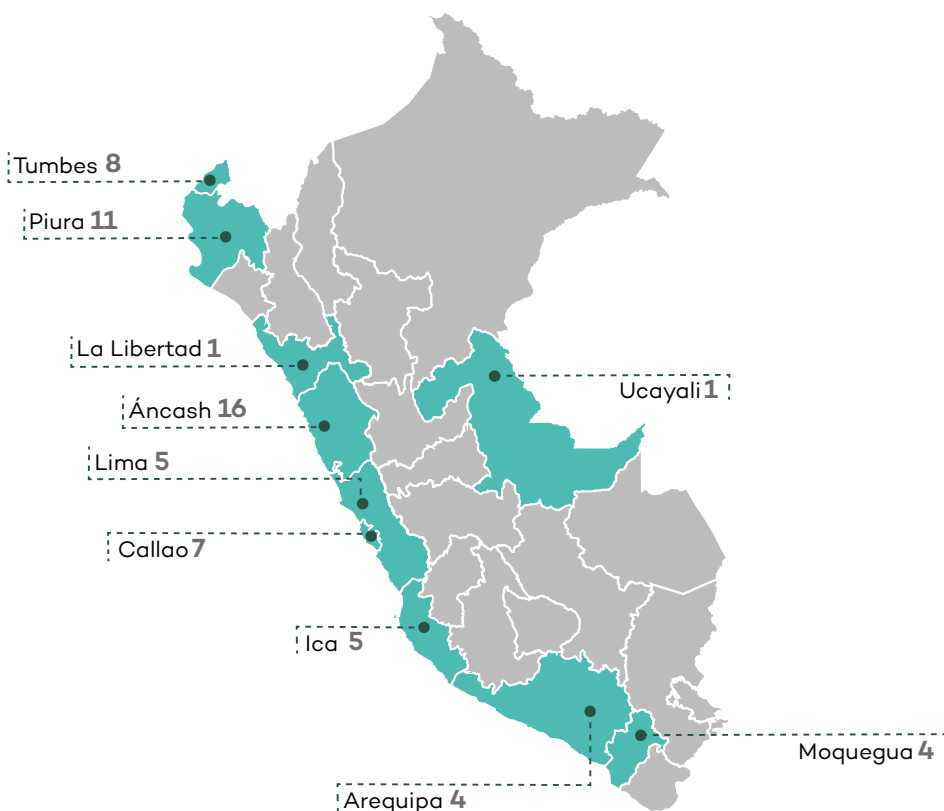 Tumbes 8
Piura 11
La Libertad 1
Ucayali 1
Áncash 16
Lima 5
Callao 7
Ica 5
Moquegua 4
Arequipa 4